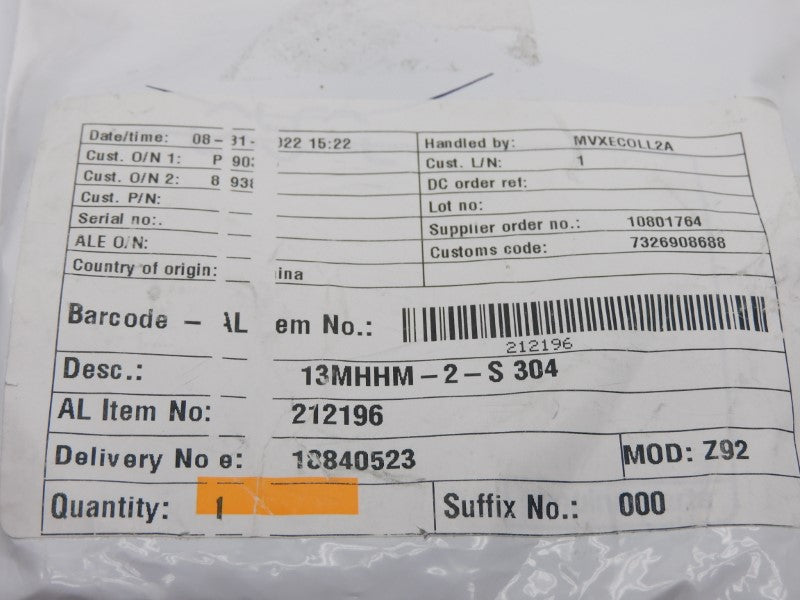 Date/time: 08-31-2022 15:22 Handled by: MVXECOLL2A
Cust. O/N 1: P 90 Cust. L/N: 1
Cust. O/N 2: 8 938 DC order ref:
Cust. P/N: Lot no:
Serial no:. Supplier order no.: 10801764
ALE O/N: Customs code: 7326908688
Country of origin: ina
Barcode - AL em No.:
212196
Desc.: 13MHHM-2-S 304
AL Item No: 212196
Delivery No e: 18840523 MOD: Z92
Quantity: 1 Suffix No.: 000